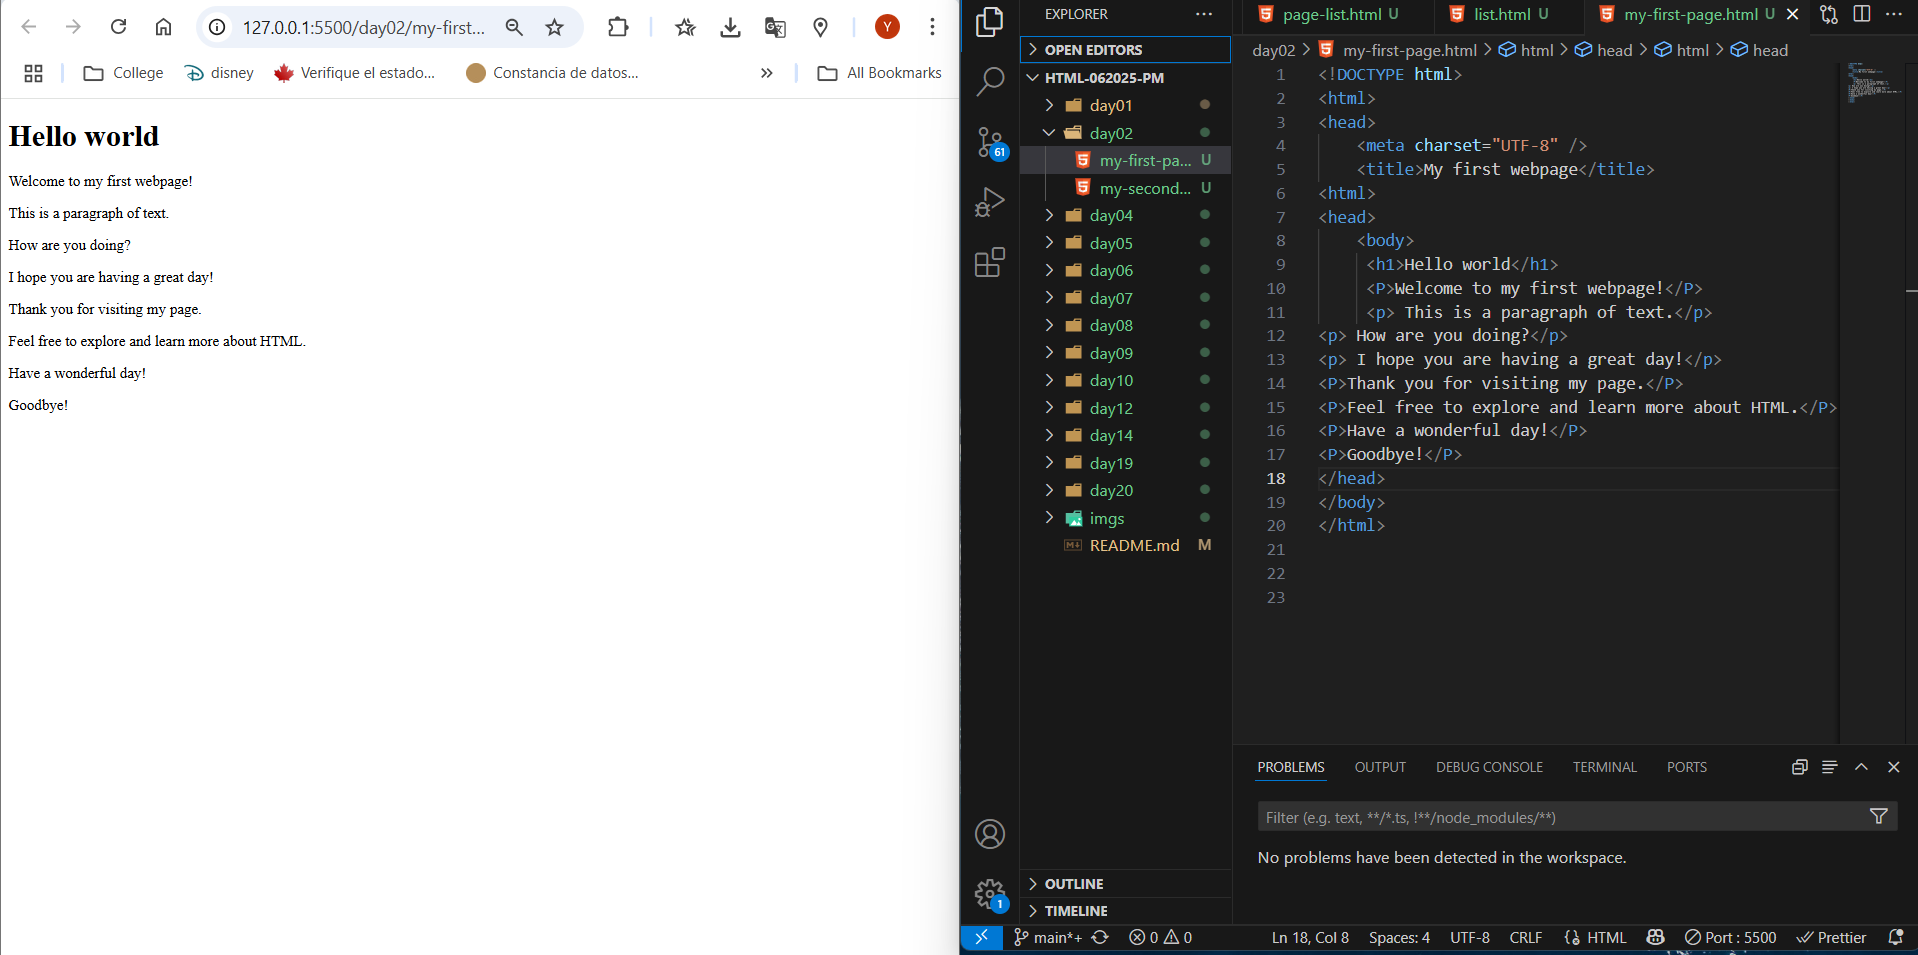 127.0.0.1:5500/day02/my-first...
Y
College
disney
Verifique el estado...
Constancia de datos...
All Bookmarks
Hello world
Welcome to my first webpage!
This is a paragraph of text.
How are you doing?
I hope you are having a great day!
Thank you for visiting my page.
Feel free to explore and learn more about HTML.
Have a wonderful day!
Goodbye!
61
1
EXPLORER
OPEN EDITORS
HTML-062025-PM
day01
day02
my-first-pa... U
my-second... U
day04
day05
day06
day07
day08
day09
day10
day12
day14
day19
day20
imgs
README.md M
OUTLINE
TIMELINE
page-list.html U
list.html U
my-first-page.html U
day02 > my-first-page.html > html > head > html > head
1 <!DOCTYPE html>
2 <html>
3 <head>
4     <meta charset="UTF-8" />
5     <title>My first webpage</title>
6 <html>
7 <head>
8     <body>
9      <h1>Hello world</h1>
10      <P>Welcome to my first webpage!</P>
11      <p> This is a paragraph of text.</p>
12 <p> How are you doing?</p>
13 <p> I hope you are having a great day!</p>
14 <P>Thank you for visiting my page.</P>
15 <P>Feel free to explore and learn more about HTML.</P>
16 <P>Have a wonderful day!</P>
17 <P>Goodbye!</P>
18 </head>
19 </body>
20 </html>
21
22
23
PROBLEMS OUTPUT DEBUG CONSOLE TERMINAL PORTS
Filter (e.g. text, **/*.ts, !**/node_modules/**)
No problems have been detected in the workspace.
main*+ 0 0 Ln 18, Col 8 Spaces: 4 UTF-8 CRLF HTML Port : 5500 Prettier